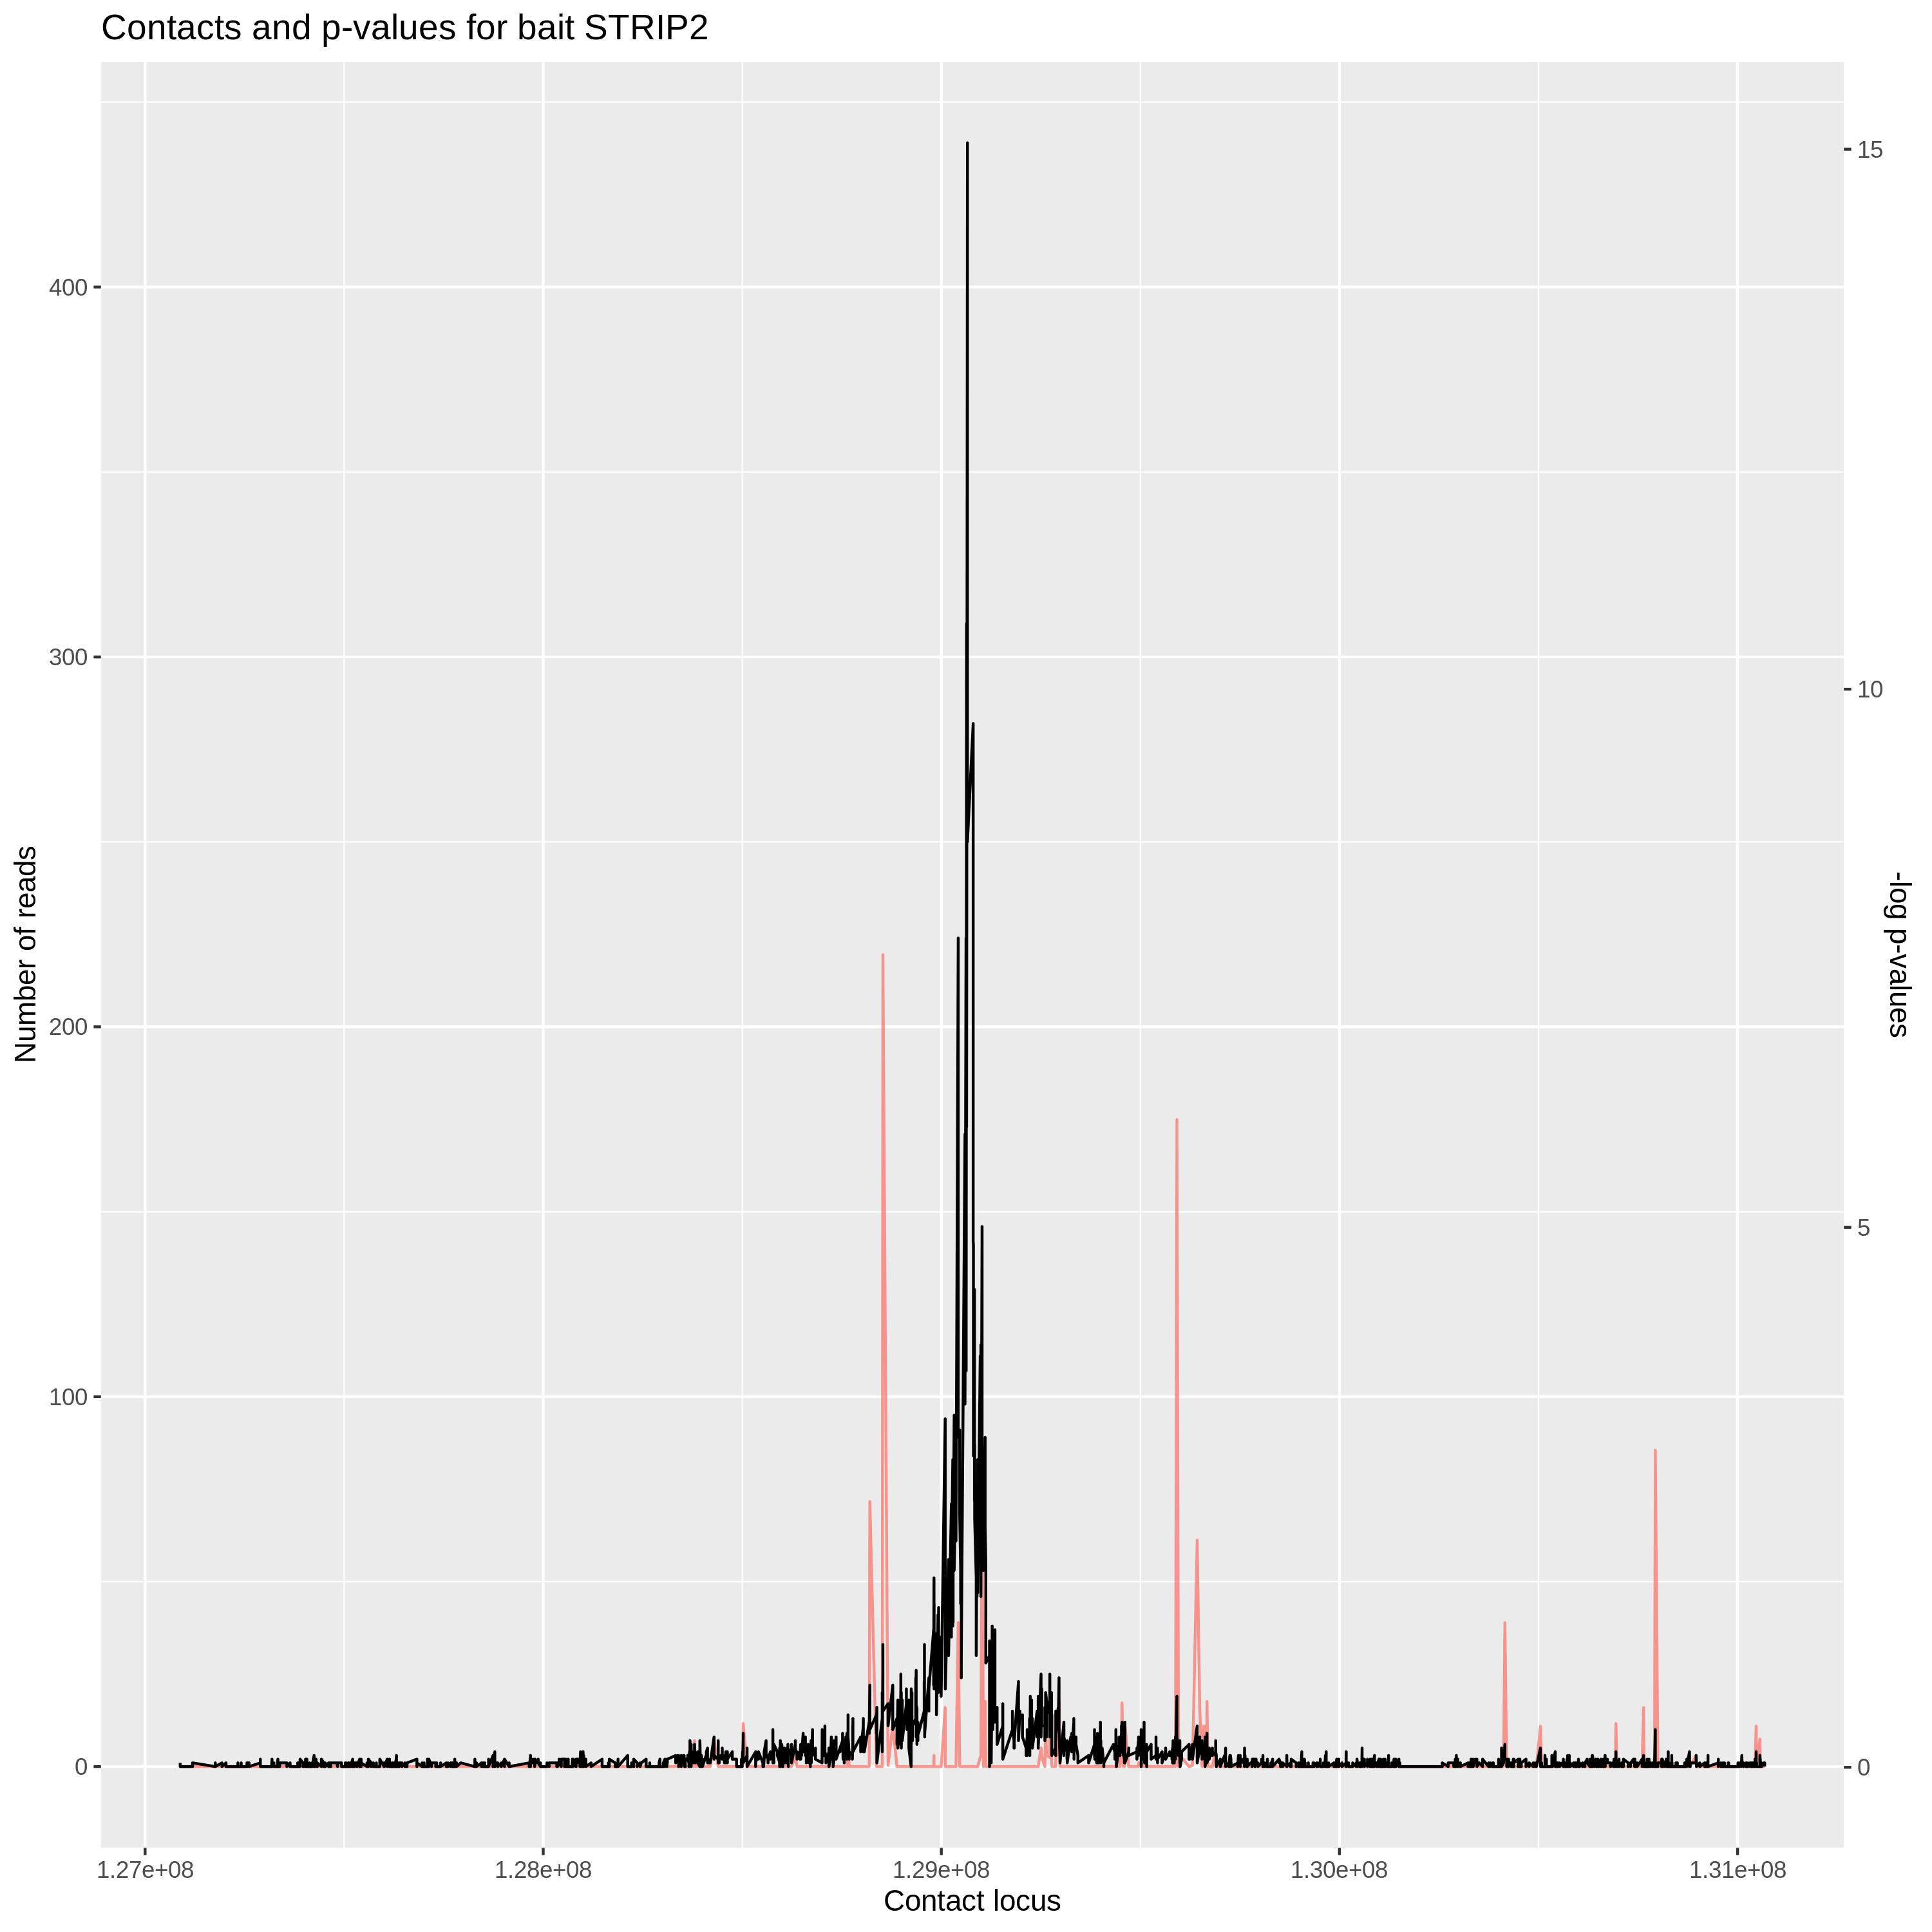 Contacts and p-values for bait STRIP2
Number of reads
400
300
200
100
0
15
10
5
0
-log p-values
1.27e+08
1.28e+08
1.29e+08
1.30e+08
1.31e+08
Contact locus